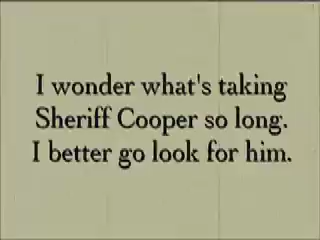 I wonder what's taking
Sheriff Cooper so long.
I better go look for him.